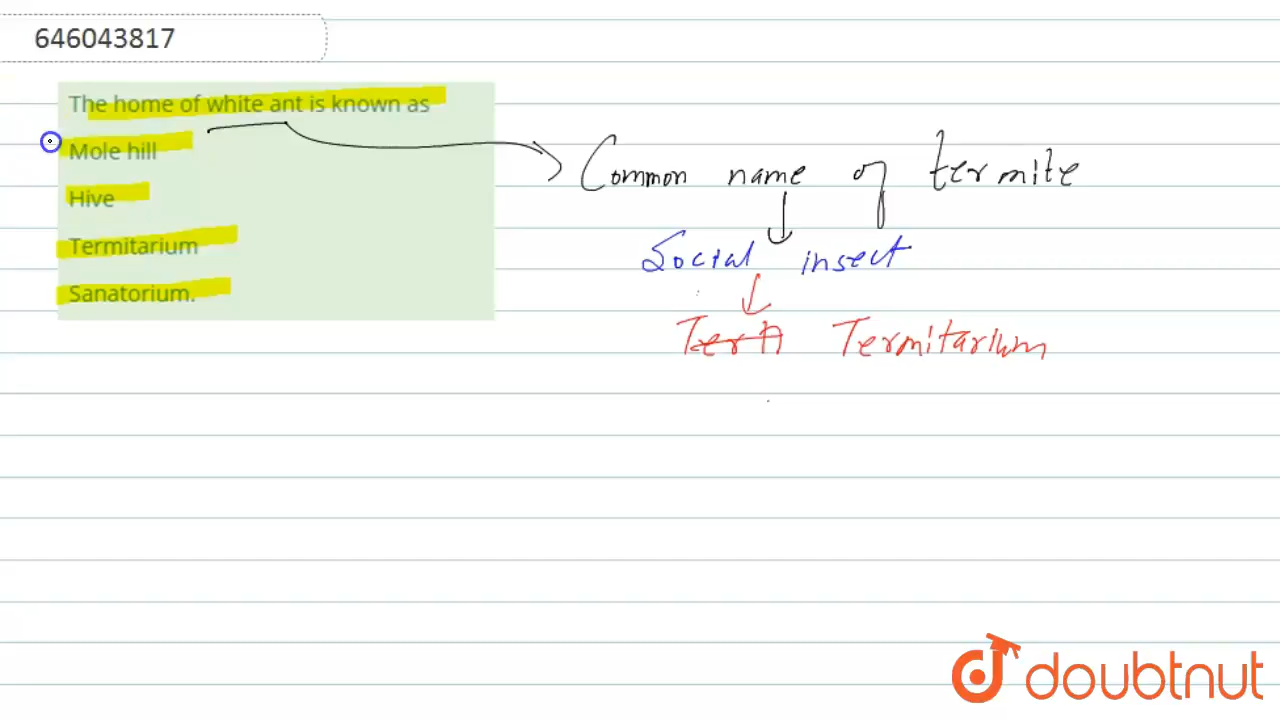 646043817
The home of white ant is known as
Mole hill
Hive
Termitarium
Sanatorium.
Common name of termite
Social insect
Termitarium
doubtnut